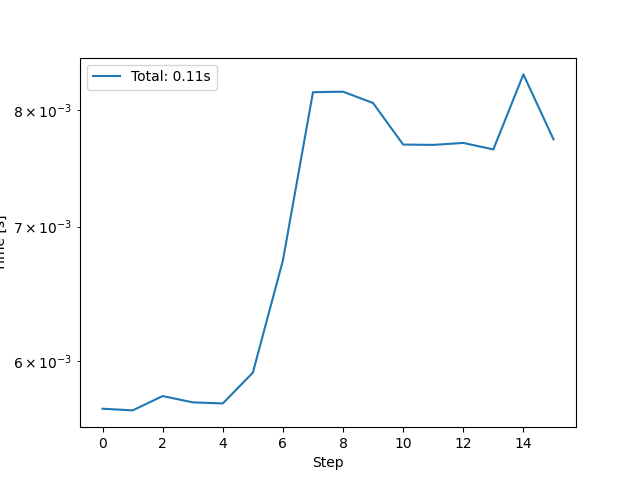 Total: 0.11s
8 × 10⁻³
7 × 10⁻³
6 × 10⁻³
[s]
0 2 4 6 8 10 12 14
Step